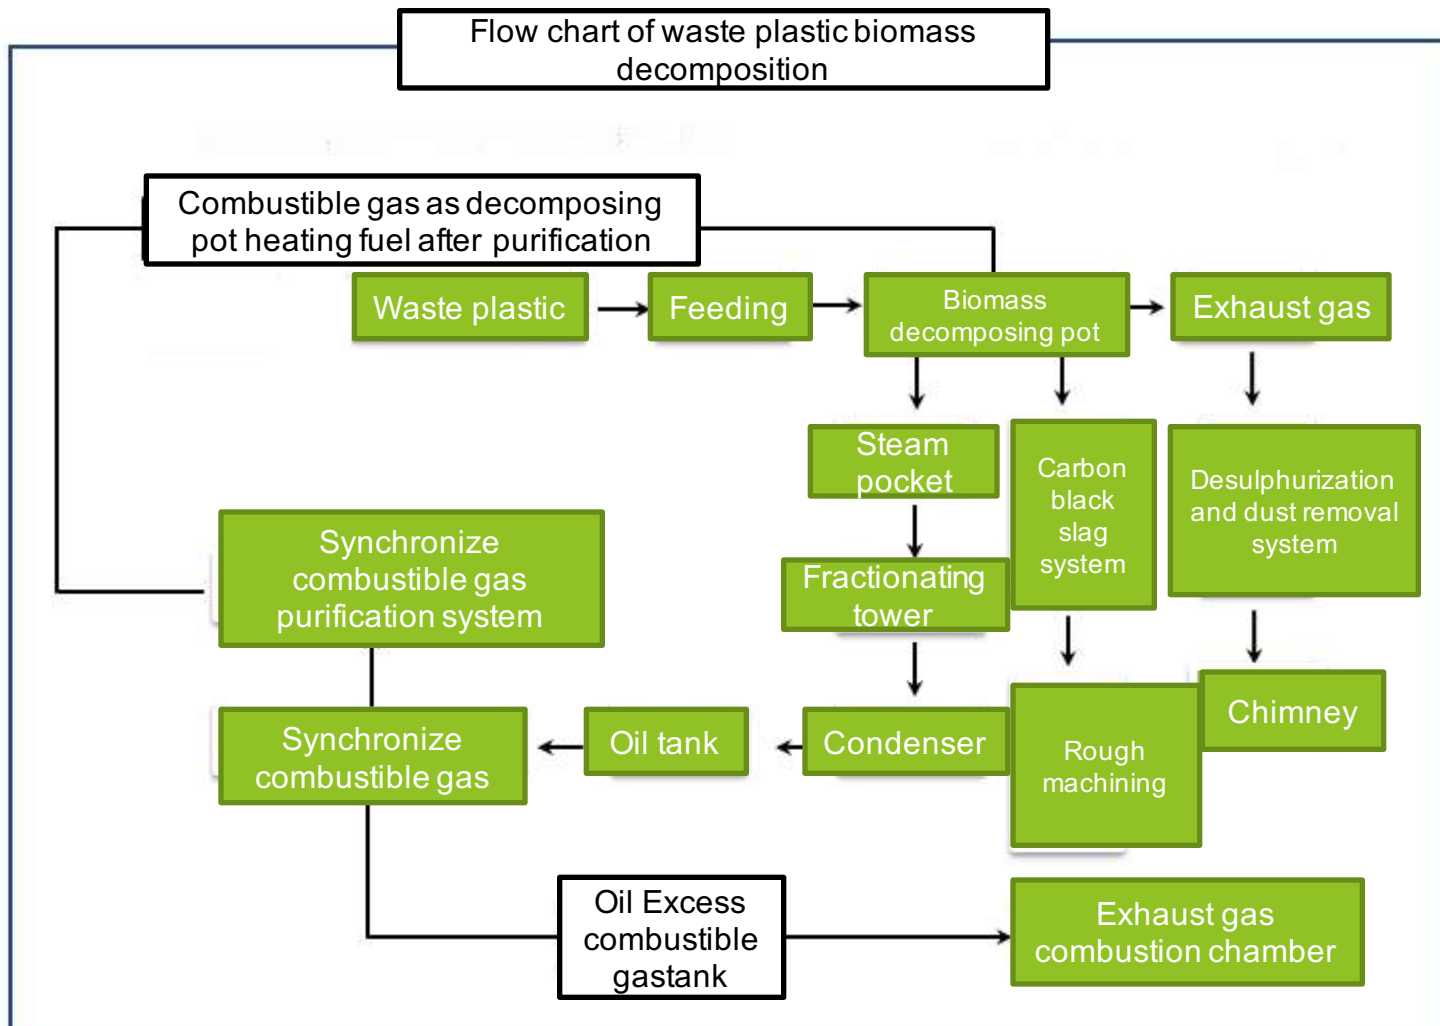 Flow chart of waste plastic biomass
decomposition
Combustible gas as decomposing
pot heating fuel after purification
Waste plastic
Feeding
Biomass
decomposing pot
Exhaust gas
Steam
pocket
Carbon
black
slag
system
Desulphurization
and dust removal
system
Synchronize
combustible gas
purification system
Fractionating
tower
Synchronize
combustible gas
Oil tank
Condenser
Rough
machining
Chimney
Oil Excess
combustible
gastank
Exhaust gas
combustion chamber